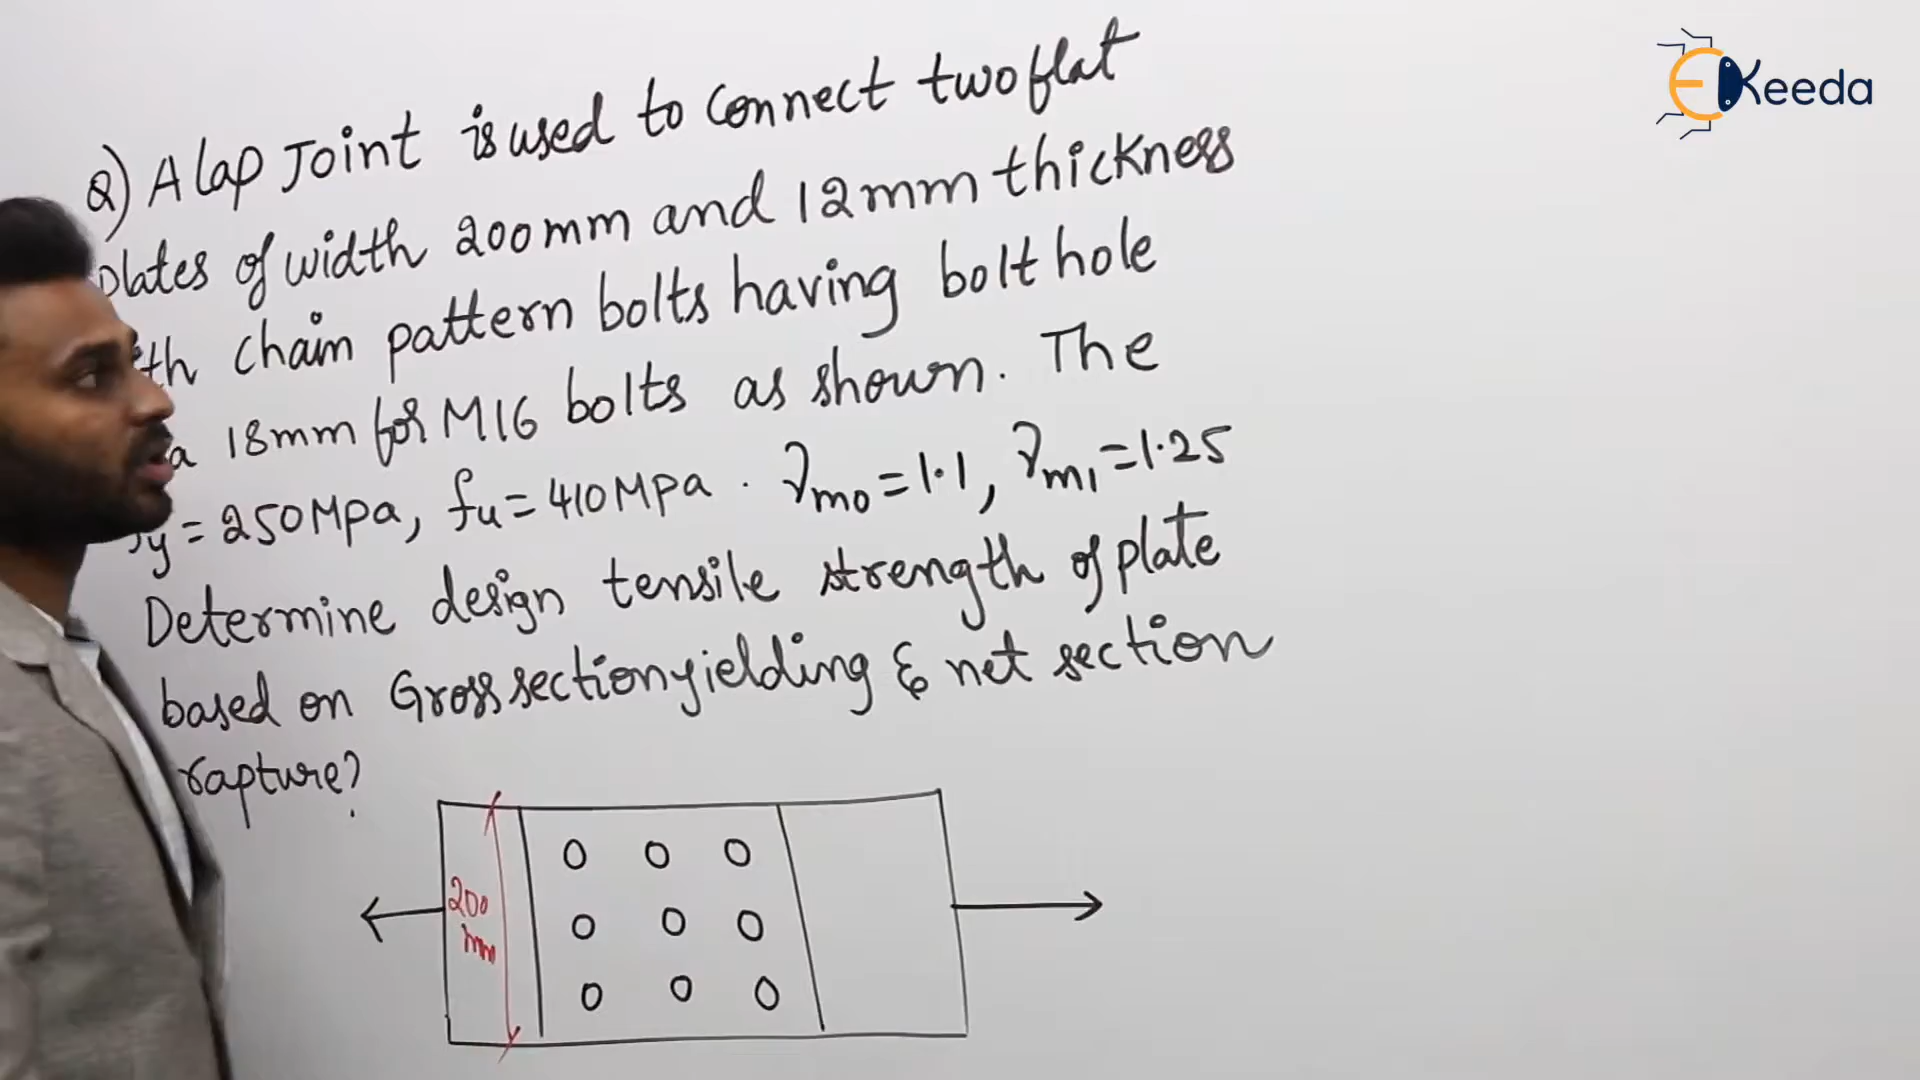 Q) A lap Joint is used to connect two flat
plates of width 200mm and 12mm thickness
th chain pattern bolts having bolt hole
a 18mm for M16 bolts as shown. The
fy = 250MPa, fu = 410MPa . γm0 = 1.1, γm1 = 1.25
Determine design tensile strength of plate
based on Gross section yielding & net section
rapture?
200
mm
EKeeda